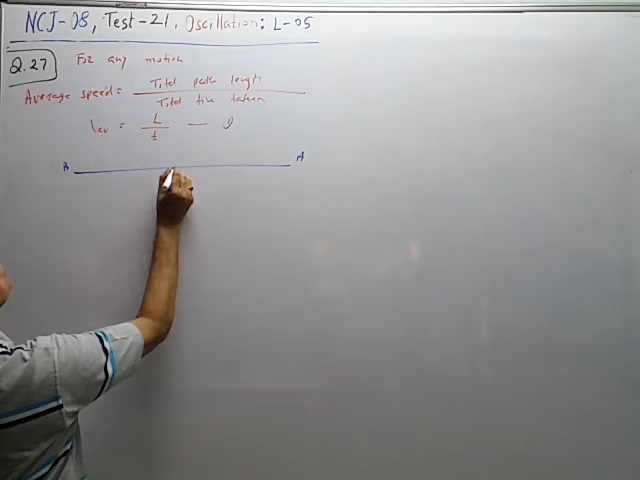 NCJ-08, Test-21. Oscillation: L-05
Q.27 For any motion
Average speed = Total path length
Total time taken
Vav = L/t — 1)
B A